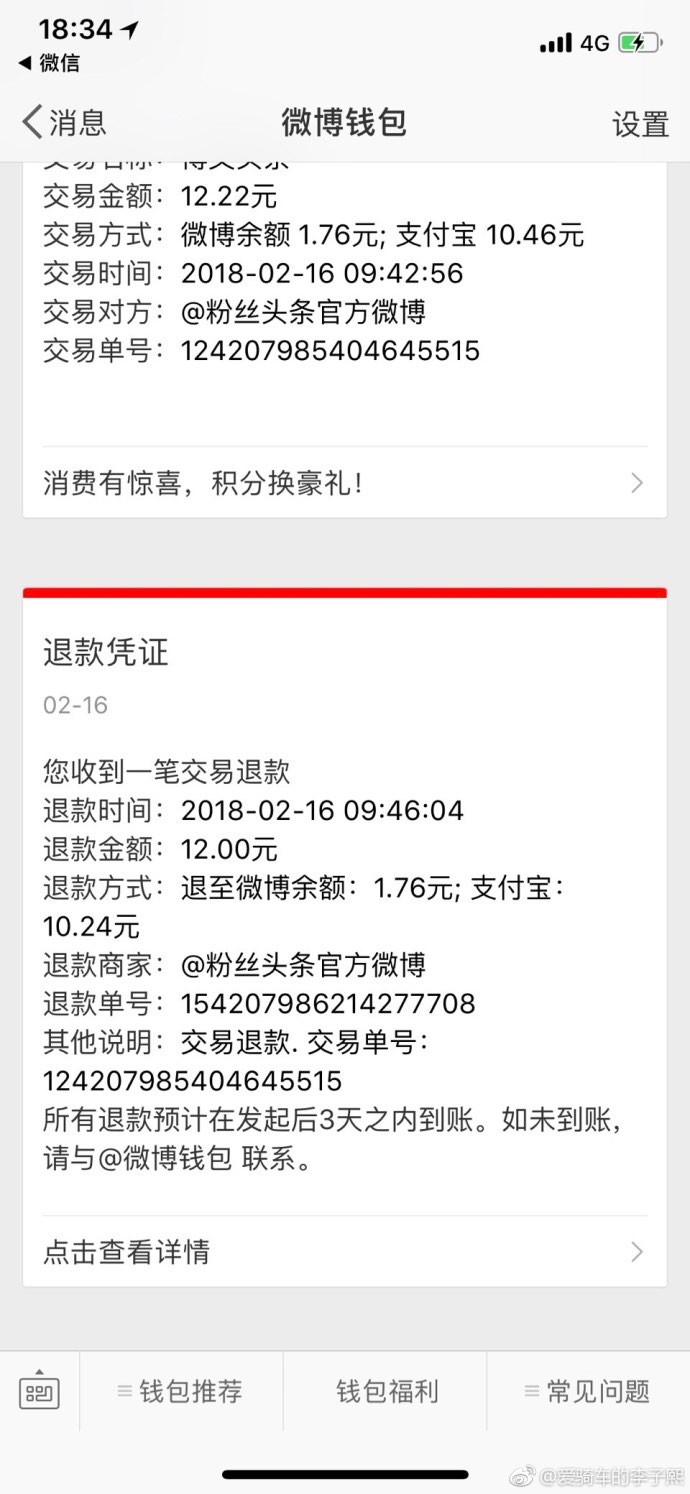 18:34
4G
微信
消息
微博钱包
设置
交易金额：12.22元
交易方式：微博余额 1.76元; 支付宝 10.46元
交易时间：2018-02-16 09:42:56
交易对方：@粉丝头条官方微博
交易单号：124207985404645515
消费有惊喜，积分换豪礼！
退款凭证
02-16
您收到一笔交易退款
退款时间：2018-02-16 09:46:04
退款金额：12.00元
退款方式：退至微博余额：1.76元; 支付宝：
10.24元
退款商家：@粉丝头条官方微博
退款单号：154207986214277708
其他说明：交易退款. 交易单号：
124207985404645515
所有退款预计在发起后3天之内到账。如未到账，
请与@微博钱包 联系。
点击查看详情
钱包推荐
钱包福利
常见问题
@爱骑车的李子熙